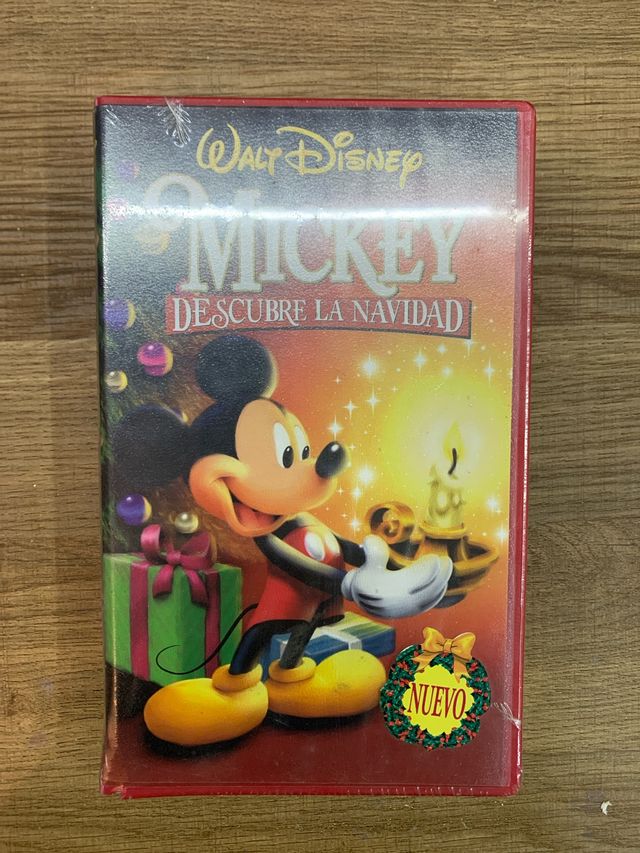 WALT DISNEY
MICKEY
DESCUBRE LA NAVIDAD
NUEVO